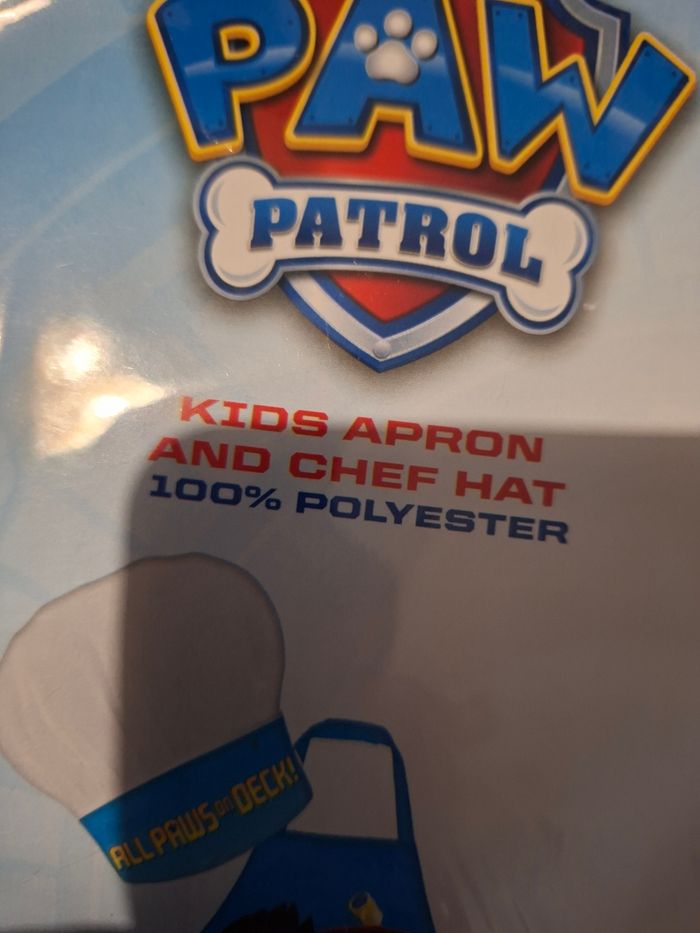 PAW
PATROL
KIDS APRON
AND CHEF HAT
100% POLYESTER
ALL PAWS on DECK!